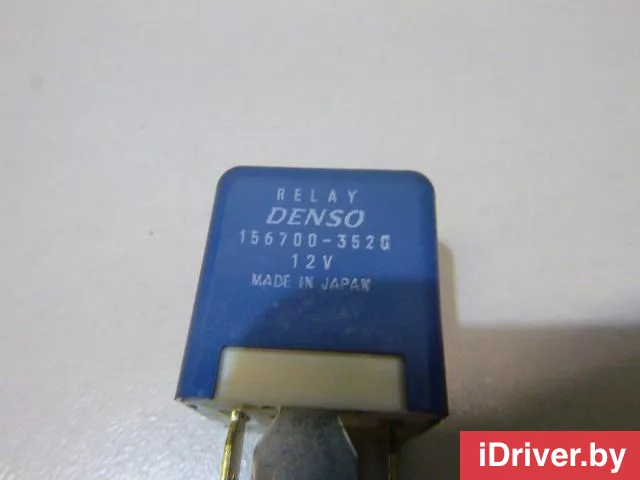 RELAY
DENSO
156700-3520
12V
MADE IN JAPAN
iDriver.by